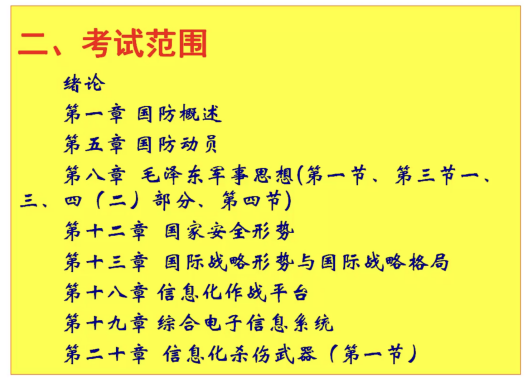 二、考试范围
绪论
第一章 国防概述
第五章 国防动员
第八章 毛泽东军事思想(第一节、第三节一、
三、四（二）部分、第四节)
第十二章 国家安全形势
第十三章 国际战略形势与国际战略格局
第十八章 信息化作战平台
第十九章 综合电子信息系统
第二十章 信息化杀伤武器（第一节）